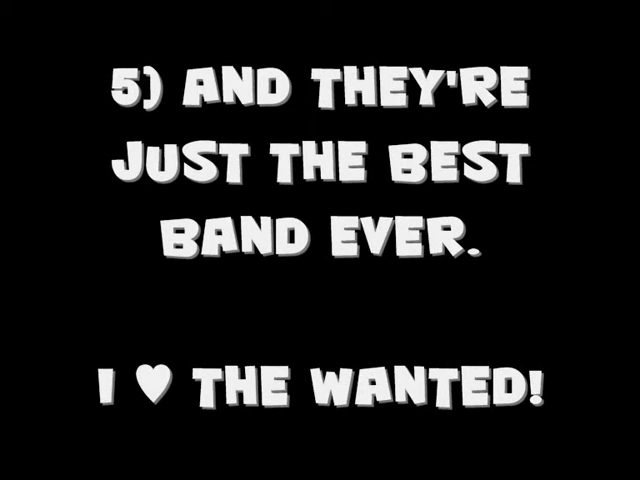 5) AND THEY'RE
JUST THE BEST
BAND EVER.
I ♥ THE WANTED!